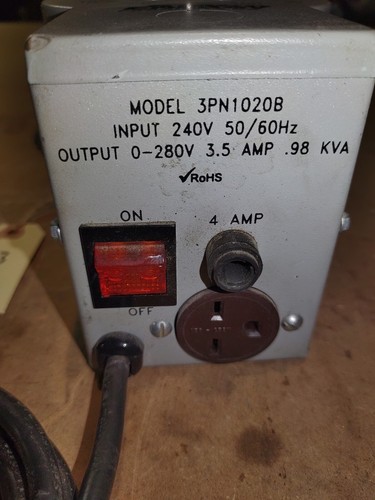 MODEL 3PN1020B
INPUT 240V 50/60Hz
OUTPUT 0-280V 3.5 AMP .98 KVA
✓RoHS
ON
4 AMP
OFF